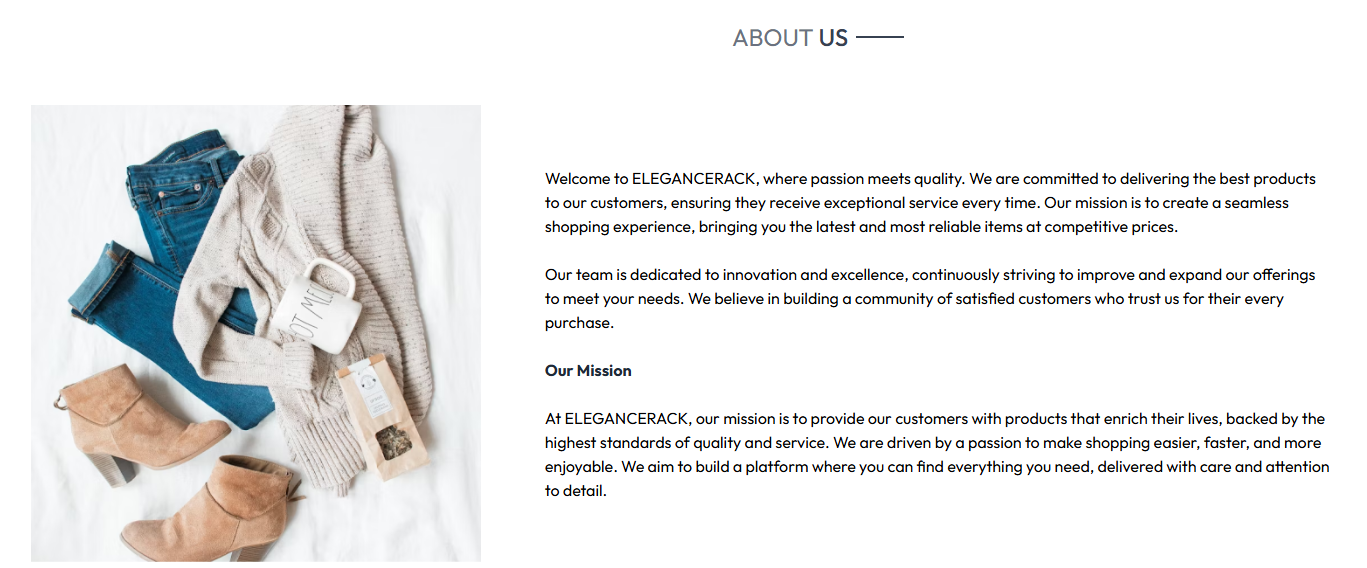 ABOUT US
Welcome to ELEGANCERACK, where passion meets quality. We are committed to delivering the best products
to our customers, ensuring they receive exceptional service every time. Our mission is to create a seamless
shopping experience, bringing you the latest and most reliable items at competitive prices.
Our team is dedicated to innovation and excellence, continuously striving to improve and expand our offerings
to meet your needs. We believe in building a community of satisfied customers who trust us for their every
purchase.
Our Mission
At ELEGANCERACK, our mission is to provide our customers with products that enrich their lives, backed by the
highest standards of quality and service. We are driven by a passion to make shopping easier, faster, and more
enjoyable. We aim to build a platform where you can find everything you need, delivered with care and attention
to detail.